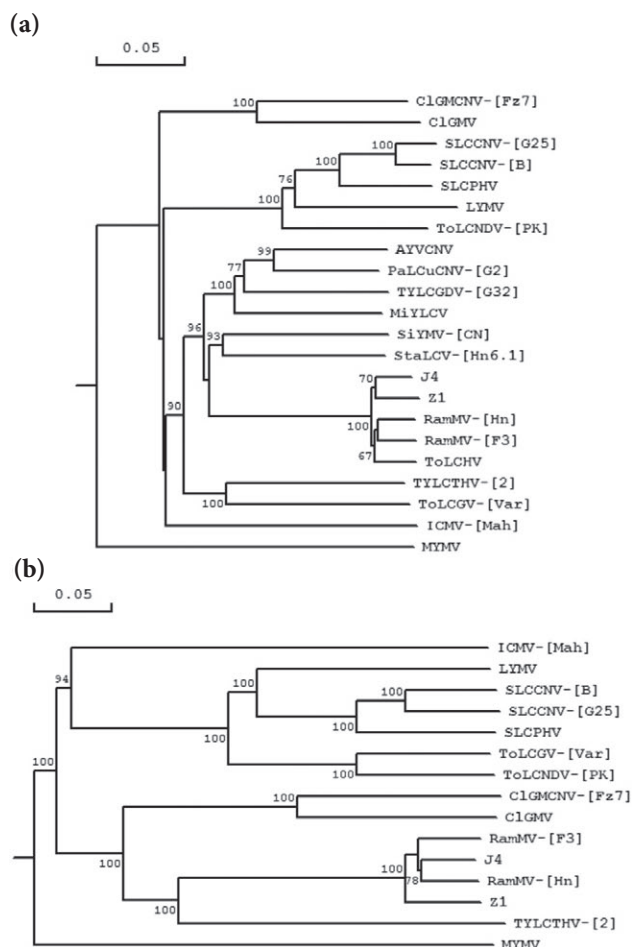 (a)
0.05
100
ClGMCNV-[Fz7]
ClGMV
100
SLCCNV-[G25]
100
SLCCNV-[B]
76
SLCPHV
100
LYMV
ToLCNDV-[PK]
99
AYVCNV
77
PaLCuCNV-[G2]
100
TYLCGDV-[G32]
MiYLCV
96
93
SiYMV-[CN]
StaLCV-[Hn6.1]
70
J4
Z1
90
100
RamMV-[Hn]
RamMV-[F3]
67
ToLCHV
TYLCTHV-[2]
100
ToLCGV-[Var]
ICMV-[Mah]
MYMV
(b)
0.05
ICMV-[Mah]
94
100
LYMV
100
SLCCNV-[B]
SLCCNV-[G25]
100
100
SLCPHV
100
ToLCGV-[Var]
100
ToLCNDV-[PK]
100
ClGMCNV-[Fz7]
ClGMV
RamMV-[F3]
100
100
J4
78
RamMV-[Hn]
100
Z1
TYLCTHV-[2]
MYMV